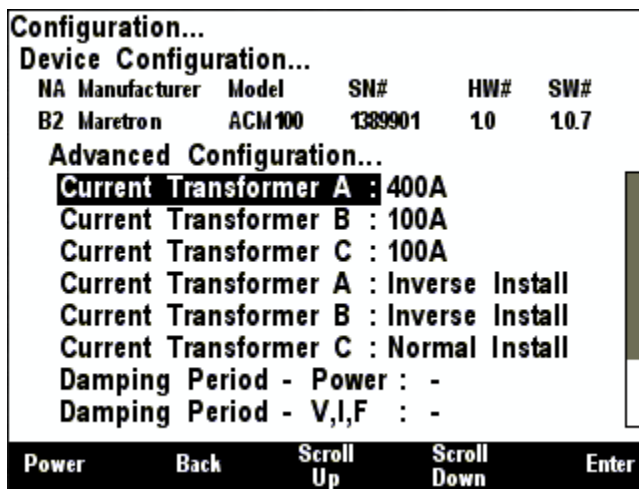 Configuration...
Device Configuration...
NA Manufacturer Model SN# HW# SW#
B2 Maretron ACM100 1389901 1.0 1.0.7
Advanced Configuration...
Current Transformer A : 400A
Current Transformer B : 100A
Current Transformer C : 100A
Current Transformer A : Inverse Install
Current Transformer B : Inverse Install
Current Transformer C : Normal Install
Damping Period - Power : -
Damping Period - V,I,F : -
Power Back Scroll Up Scroll Down Enter